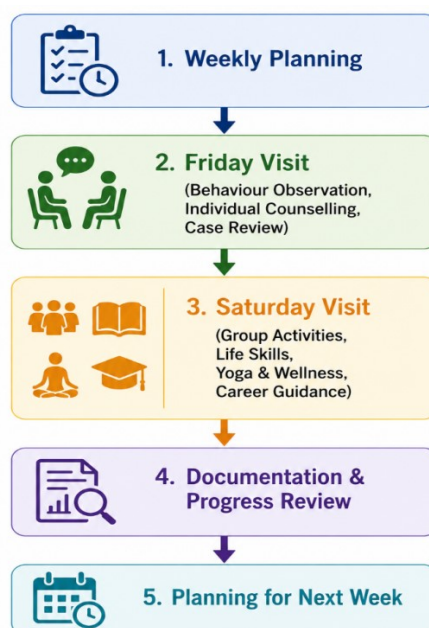 1. Weekly Planning
2. Friday Visit
(Behaviour Observation,
Individual Counselling,
Case Review)
3. Saturday Visit
(Group Activities,
Life Skills,
Yoga & Wellness,
Career Guidance)
4. Documentation &
Progress Review
5. Planning for Next Week